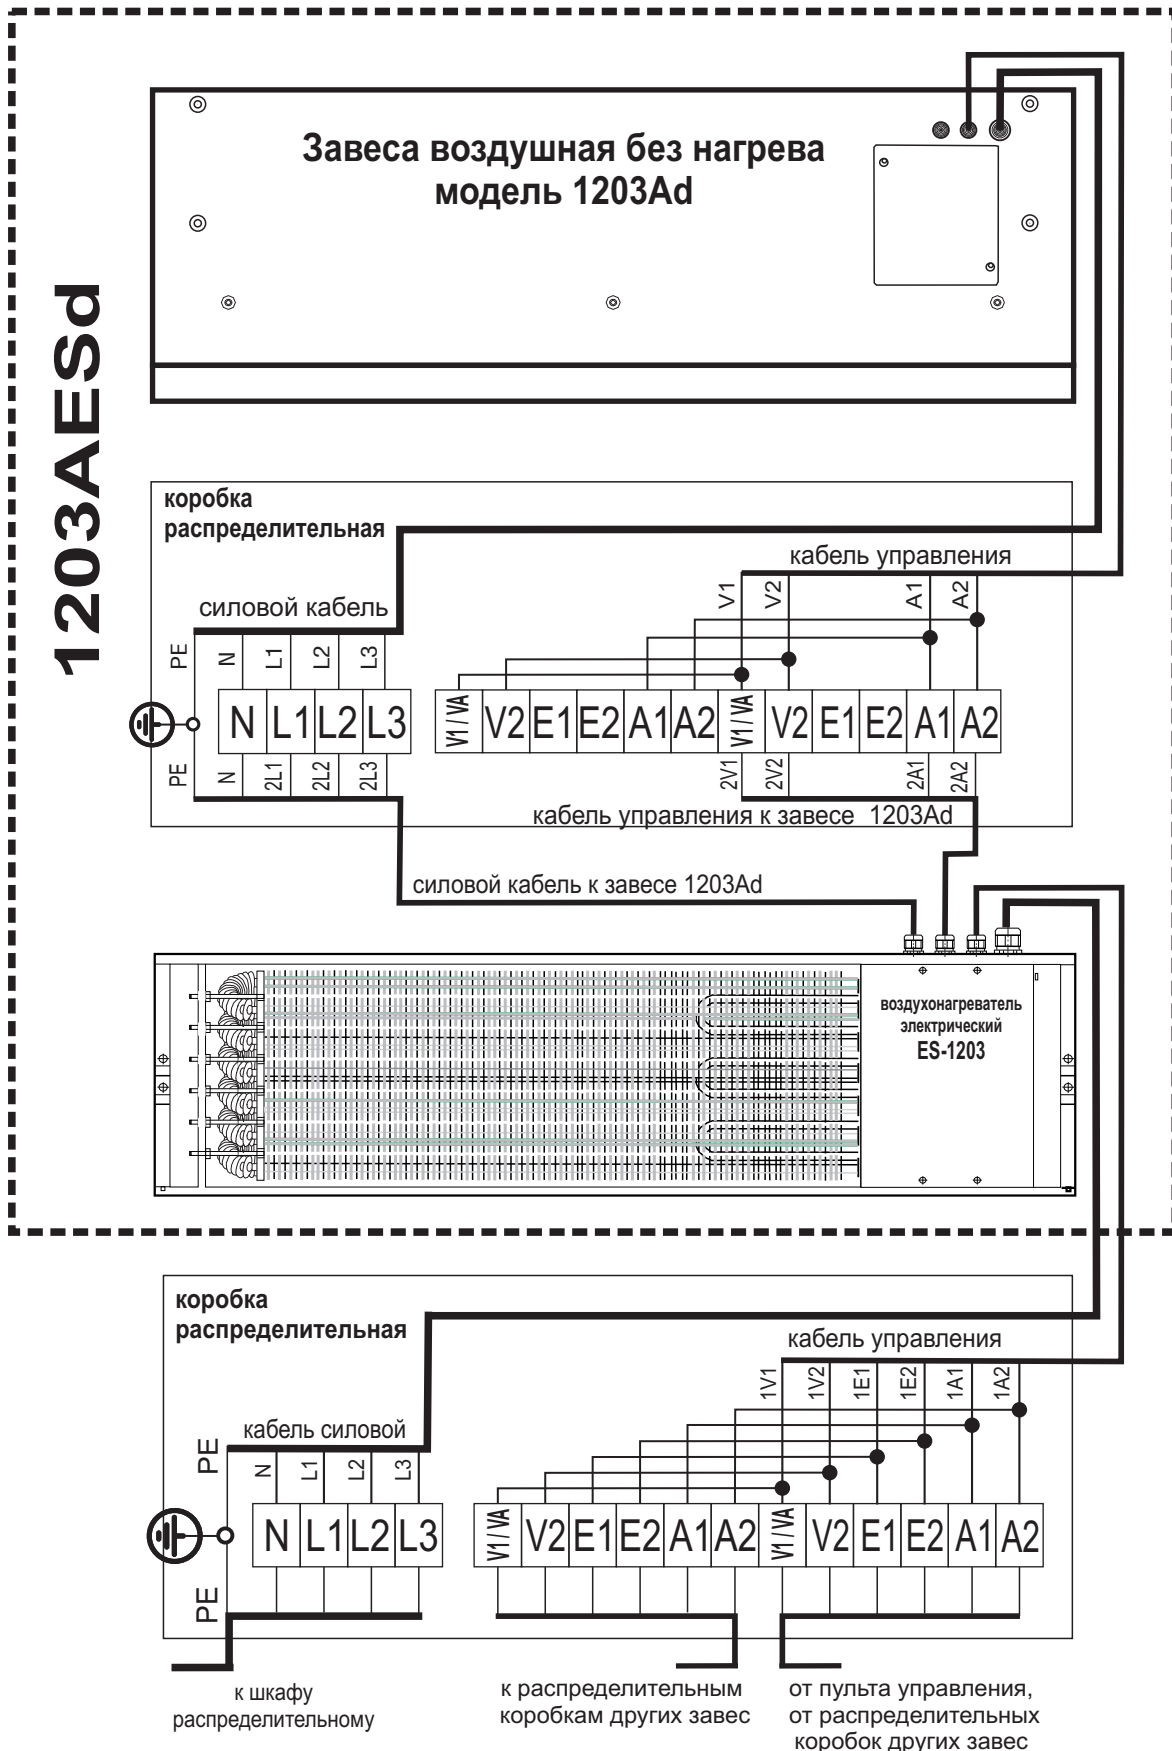 1203AESd
Завеса воздушная без нагрева
модель 1203Ad
коробка
распределительная
кабель управления
силовой кабель
V1 V2 A1 A2
PE N L1 L2 L3
N L1 L2 L3
V1 / VA V2 E1 E2 A1 A2 V1 / VA V2 E1 E2 A1 A2
PE N 2L1 2L2 2L3
2V1 2V2 2A1 2A2
кабель управления к завесе 1203Ad
силовой кабель к завесе 1203Ad
воздухонагреватель
электрический
ES-1203
коробка
распределительная
кабель управления
1V1 1V2 1E1 1E2 1A1 1A2
кабель силовой
PE N L1 L2 L3
N L1 L2 L3
V1 / VA V2 E1 E2 A1 A2 V1 / VA V2 E1 E2 A1 A2
PE
к шкафу
распределительному
к распределительным
коробкам других завес
от пульта управления,
от распределительных
коробок других завес